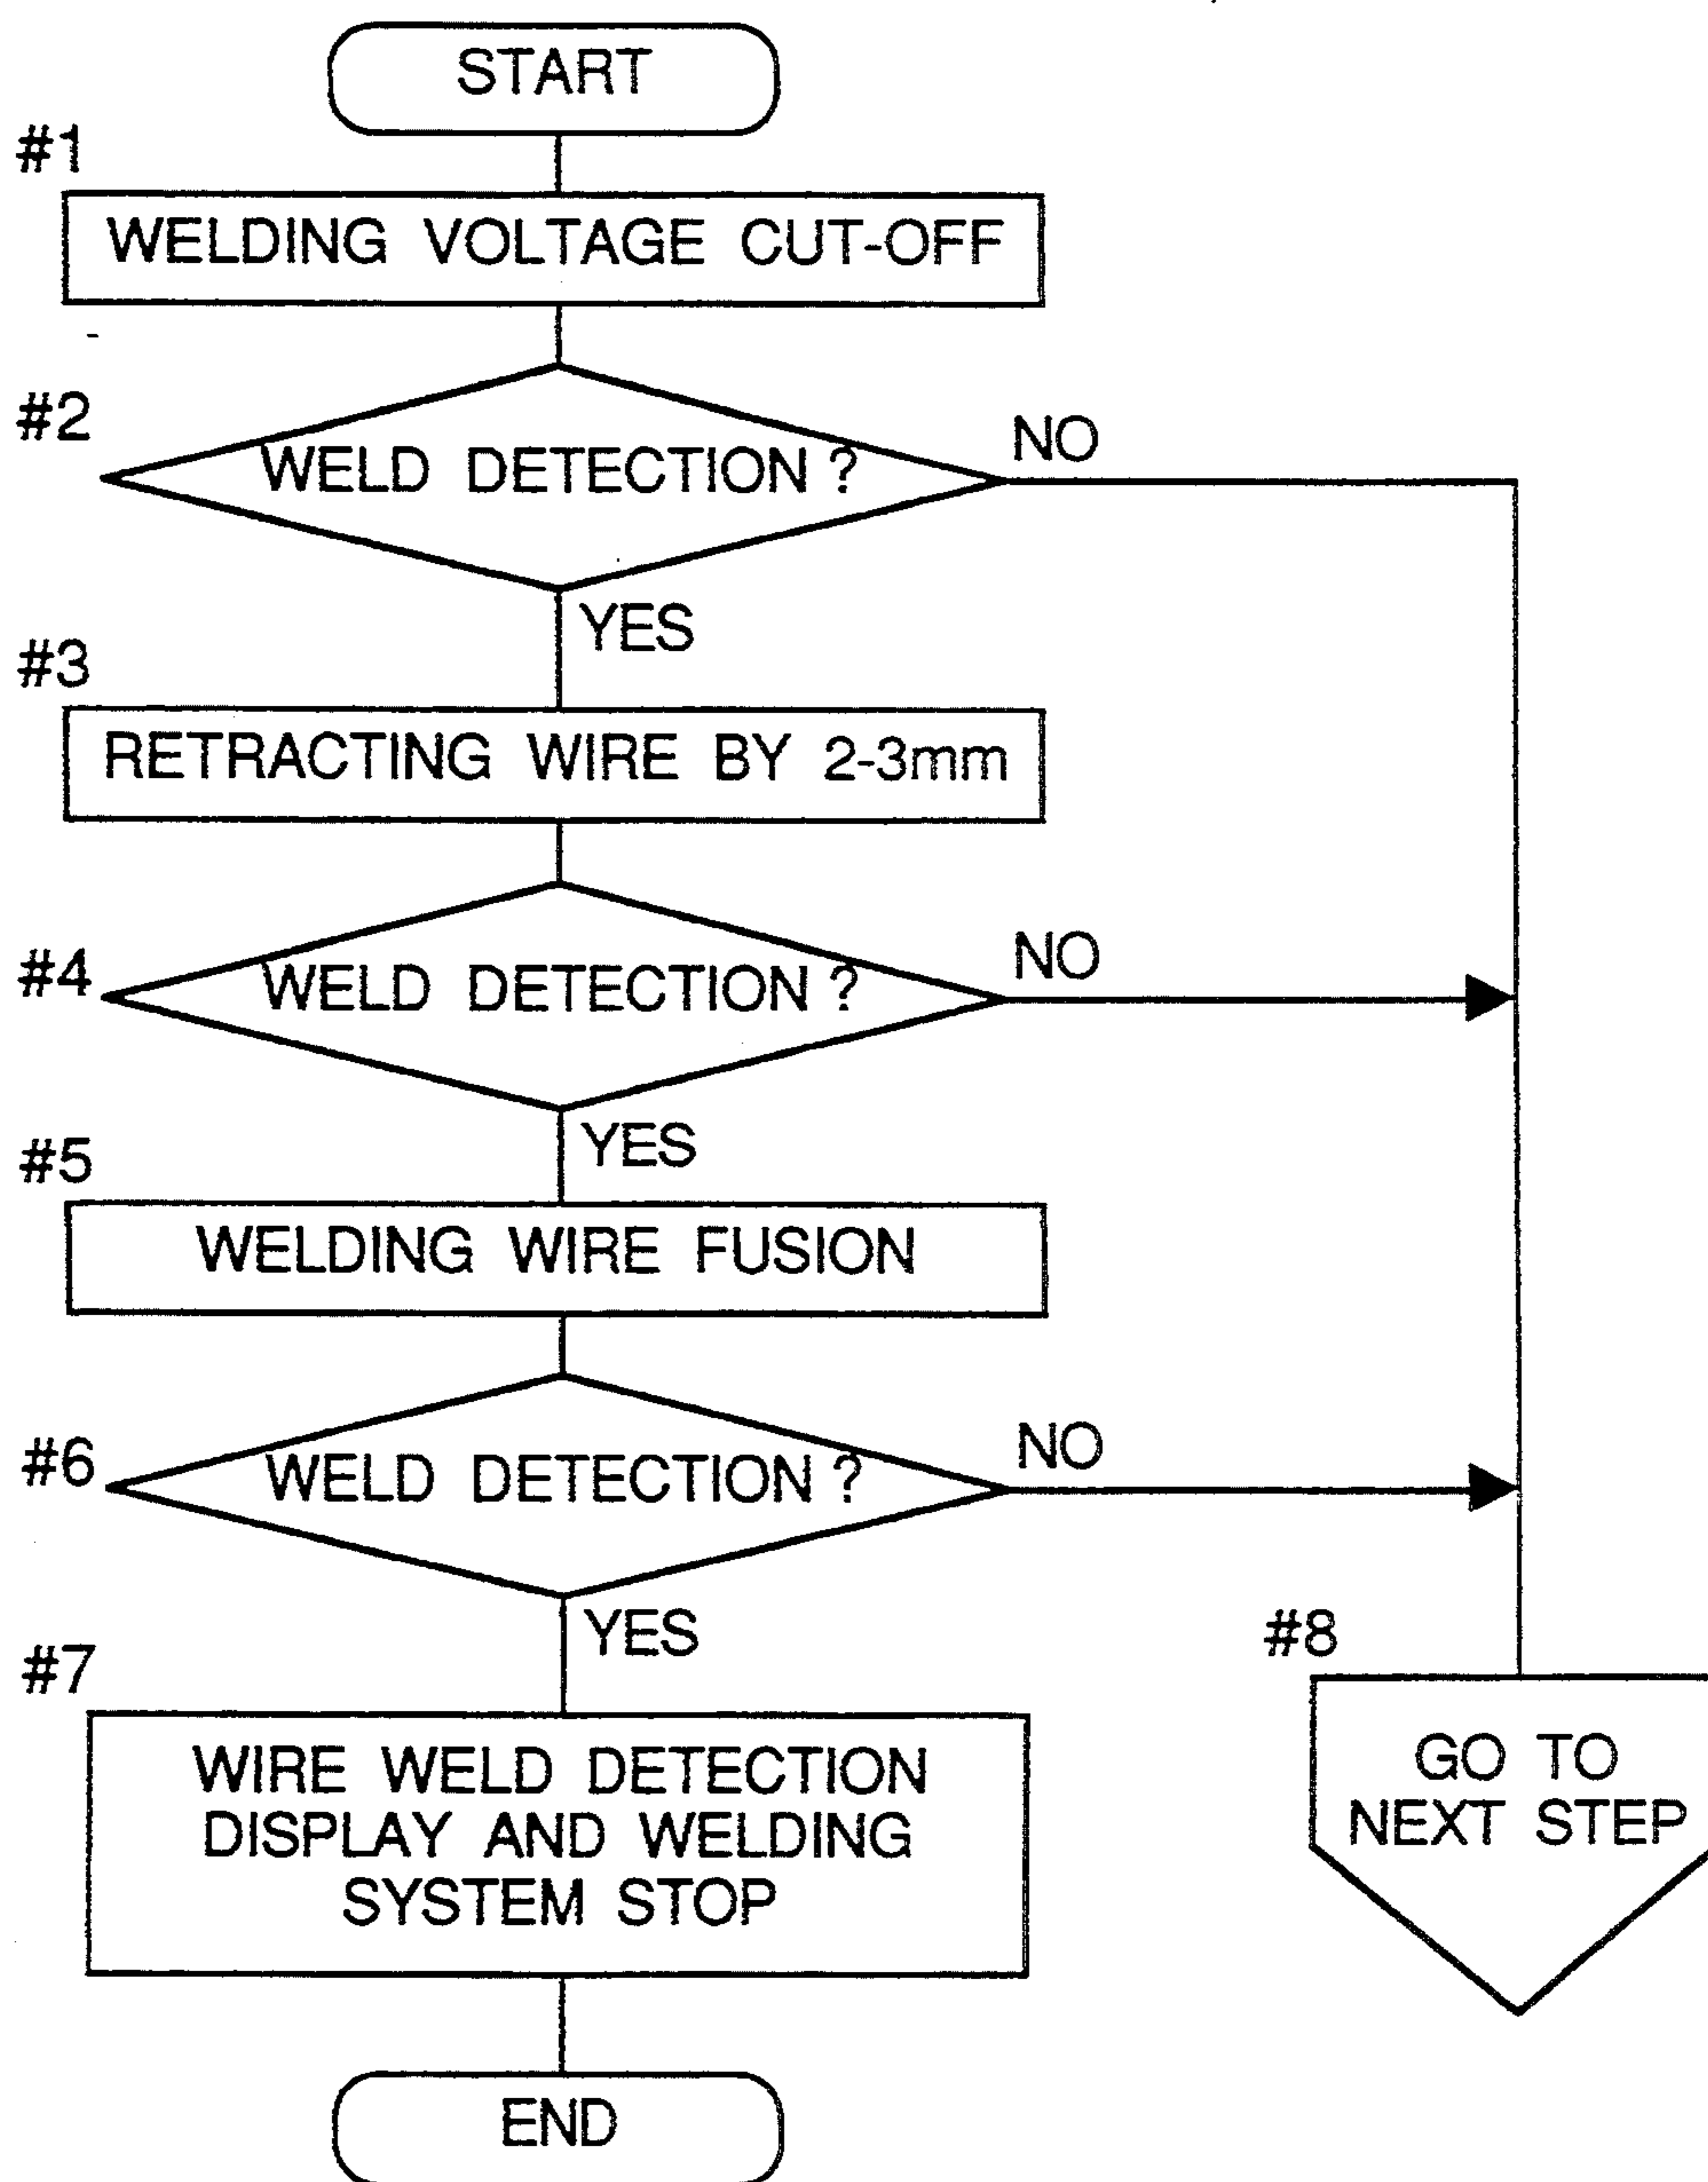 START
#1
WELDING VOLTAGE CUT-OFF
#2
WELD DETECTION ?
NO
YES
#3
RETRACTING WIRE BY 2-3mm
#4
WELD DETECTION ?
NO
YES
#5
WELDING WIRE FUSION
#6
WELD DETECTION ?
NO
YES
#7
WIRE WELD DETECTION
DISPLAY AND WELDING
SYSTEM STOP
#8
GO TO
NEXT STEP
END